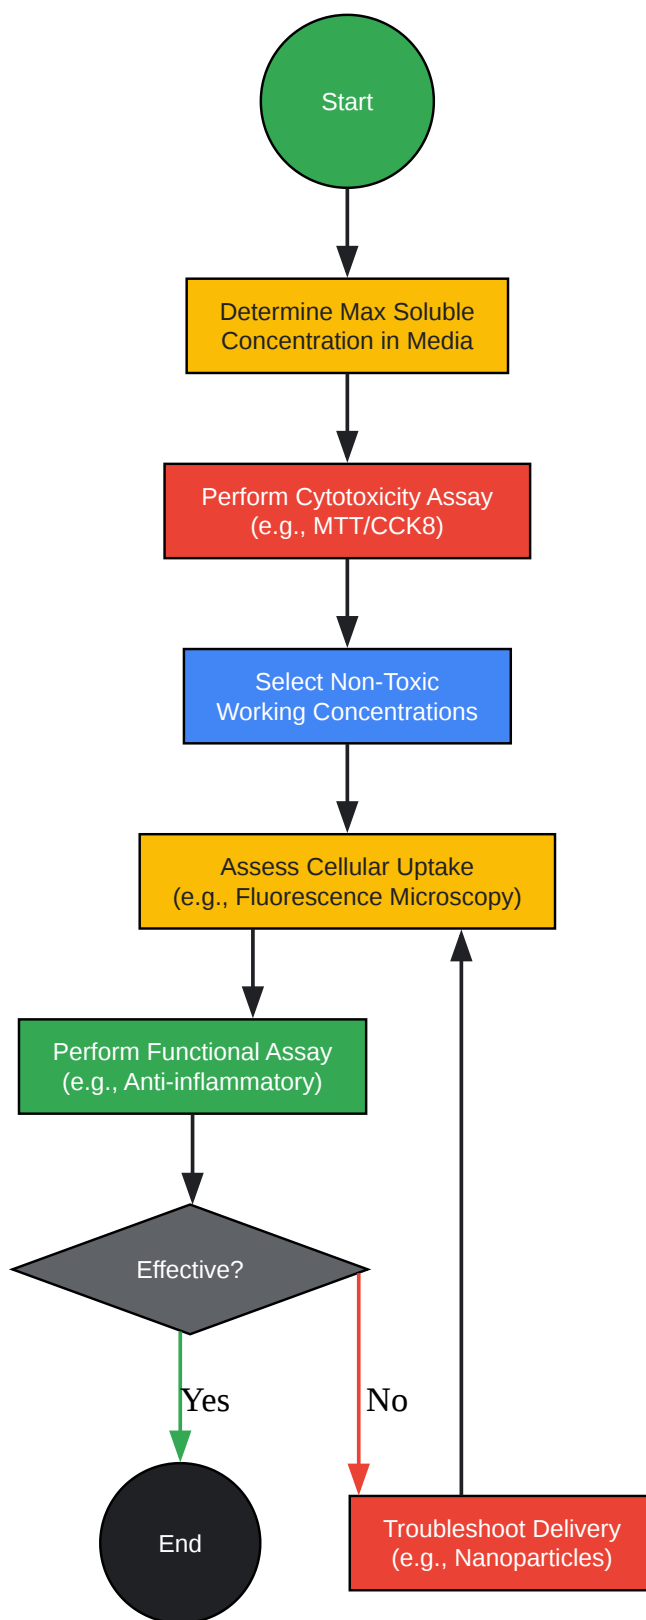 Start
Determine Max Soluble
Concentration in Media
Perform Cytotoxicity Assay
(e.g., MTT/CCK8)
Select Non-Toxic
Working Concentrations
Assess Cellular Uptake
(e.g., Fluorescence Microscopy)
Perform Functional Assay
(e.g., Anti-inflammatory)
Effective?
Yes
No
End
Troubleshoot Delivery
(e.g., Nanoparticles)